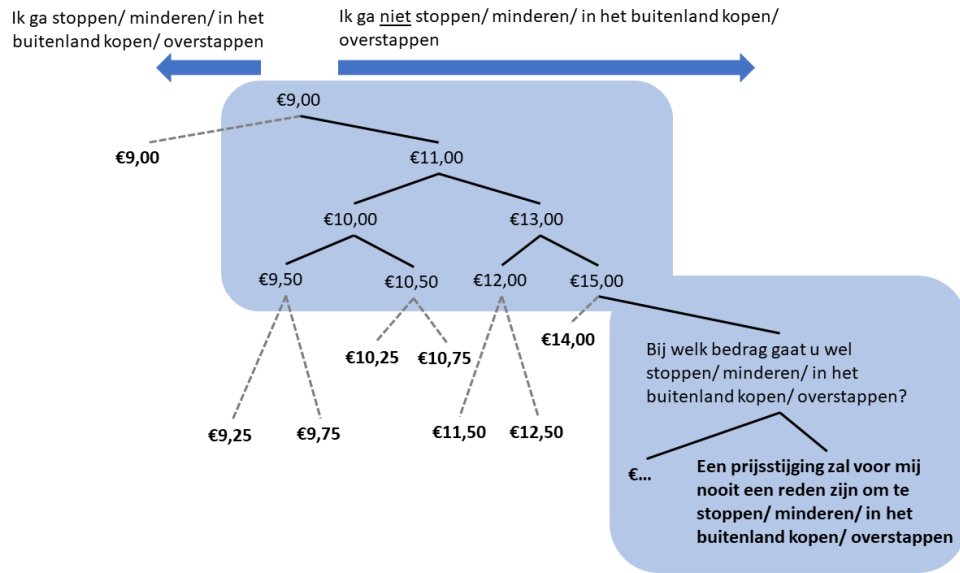 Ik ga stoppen/ minderen/ in het
buitenland kopen/ overstappen
Ik ga niet stoppen/ minderen/ in het buitenland kopen/
overstappen
€9,00
€9,00
€11,00
€10,00
€13,00
€9,50
€10,50
€12,00
€15,00
€14,00
€10,25
€10,75
Bij welk bedrag gaat u wel
stoppen/ minderen/ in het
buitenland kopen/ overstappen?
€9,25
€9,75
€11,50
€12,50
€...
Een prijsstijging zal voor mij
nooit een reden zijn om te
stoppen/ minderen/ in het
buitenland kopen/ overstappen